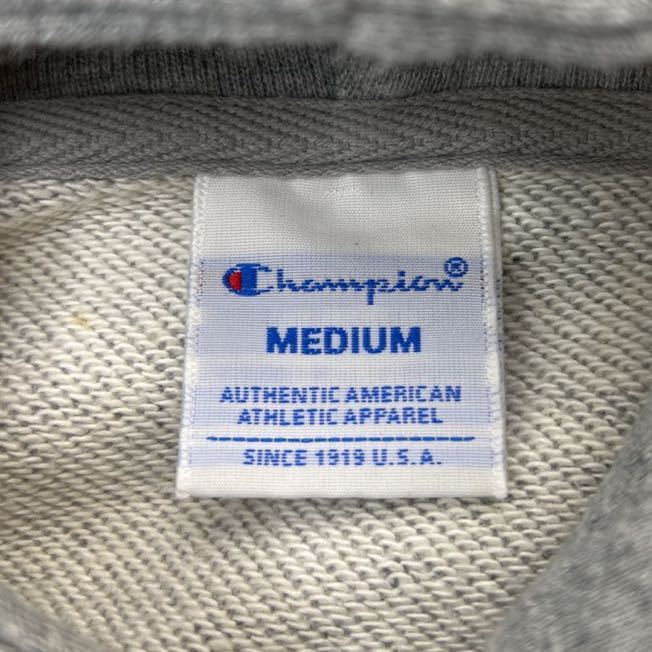 Champion®
MEDIUM
AUTHENTIC AMERICAN
ATHLETIC APPAREL
SINCE 1919 U.S.A.